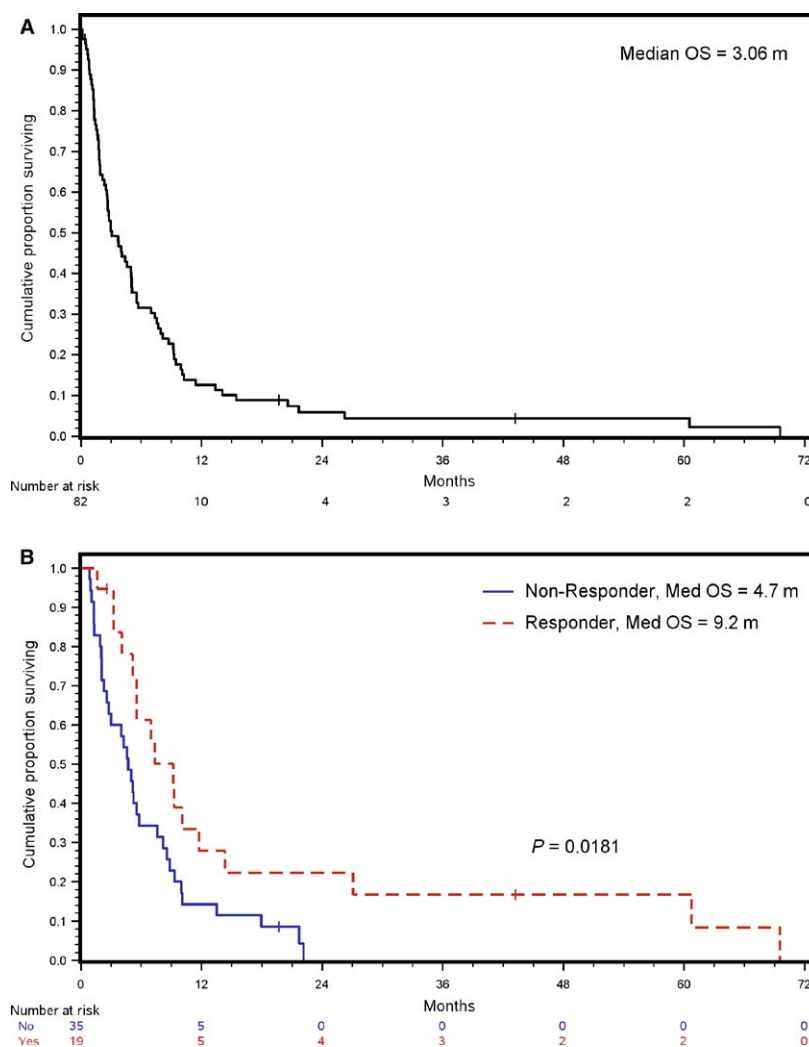 A
Median OS = 3.06 m
Cumulative proportion surviving
1.0
0.9
0.8
0.7
0.6
0.5
0.4
0.3
0.2
0.1
0.0
0 12 24 36 48 60 72
Months
Number at risk
82 10 4 3 2 2 0
B
Non-Responder, Med OS = 4.7 m
Responder, Med OS = 9.2 m
P = 0.0181
Cumulative proportion surviving
1.0
0.9
0.8
0.7
0.6
0.5
0.4
0.3
0.2
0.1
0.0
0 12 24 36 48 60 72
Months
Number at risk
No 35 5 0 0 0 0 0
Yes 19 5 4 3 2 2 0